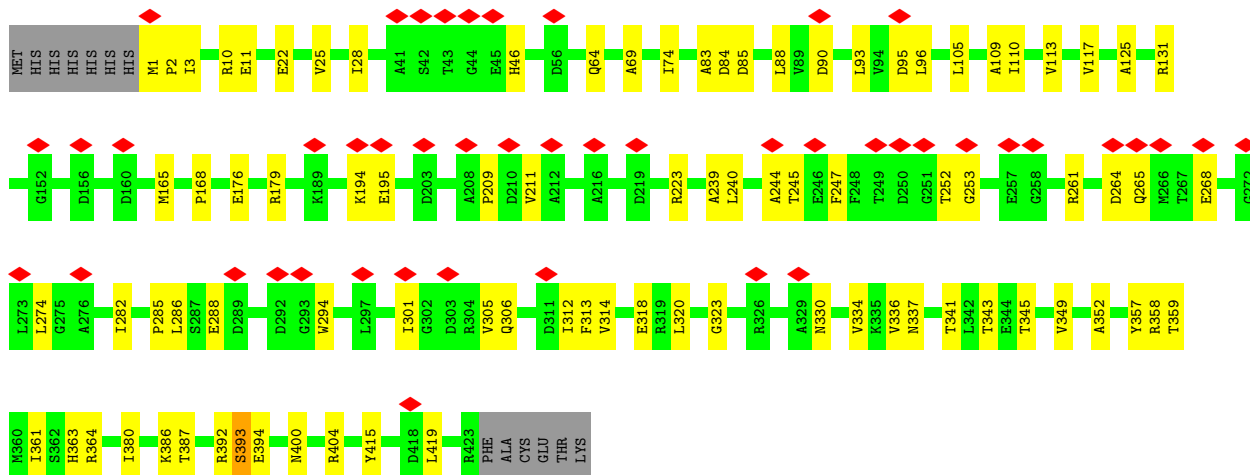 MET HIS HIS HIS HIS HIS HIS M1 P2 I3 R10 E11 E22 V25 I28 A41 S42 T43 G44 E45 H46 D56 Q64 A69 I74 A83 D84 D85 L88 V89 D90 L93 V94 D95 L96 L105 A109 I110 V113 V117 A125 R131
G152 D156 D160 M165 P168 E176 R179 K189 K194 E195 D203 A208 P209 D210 V211 A212 A216 D219 R223 A239 L240 A244 T245 E246 F247 F248 T249 D250 G251 T252 G253 E257 G258 R261 D264 Q265 M266 T267 E268 G272
L273 L274 G275 A276 I282 P285 L286 S287 E288 D289 D292 G293 W294 L297 I301 G302 D303 R304 V305 Q306 D311 I312 F313 V314 E318 R319 L320 G323 R326 A329 N330 V334 K335 V336 N337 T341 L342 T343 E344 T345 V349 A352 Y357 R358 T359
M360 I361 S362 H363 R364 I380 K386 T387 R392 S393 E394 N400 R404 Y415 D418 L419 R423 PHE ALA CYS GLU THR LYS